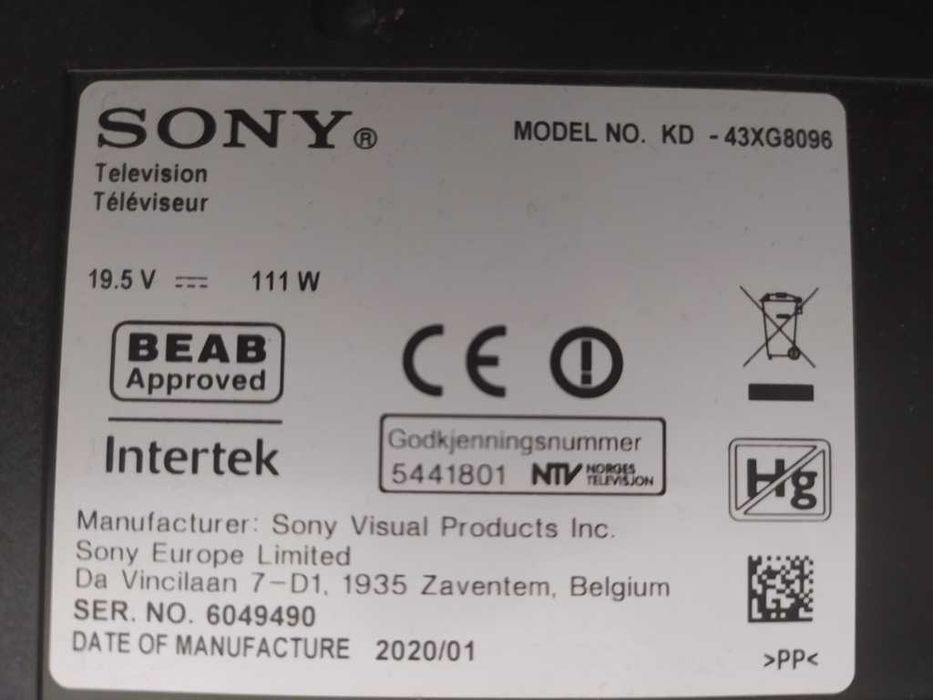 SONY®
MODEL NO. KD - 43XG8096
Television
Téléviseur
19.5 V ⎓ 111 W
BEAB
Approved
Intertek
CE
Godkjenningsnummer
5441801 NTV NORGES TELEVISJON
Hg
Manufacturer: Sony Visual Products Inc.
Sony Europe Limited
Da Vincilaan 7-D1, 1935 Zaventem, Belgium
SER. NO. 6049490
DATE OF MANUFACTURE 2020/01
>PP<